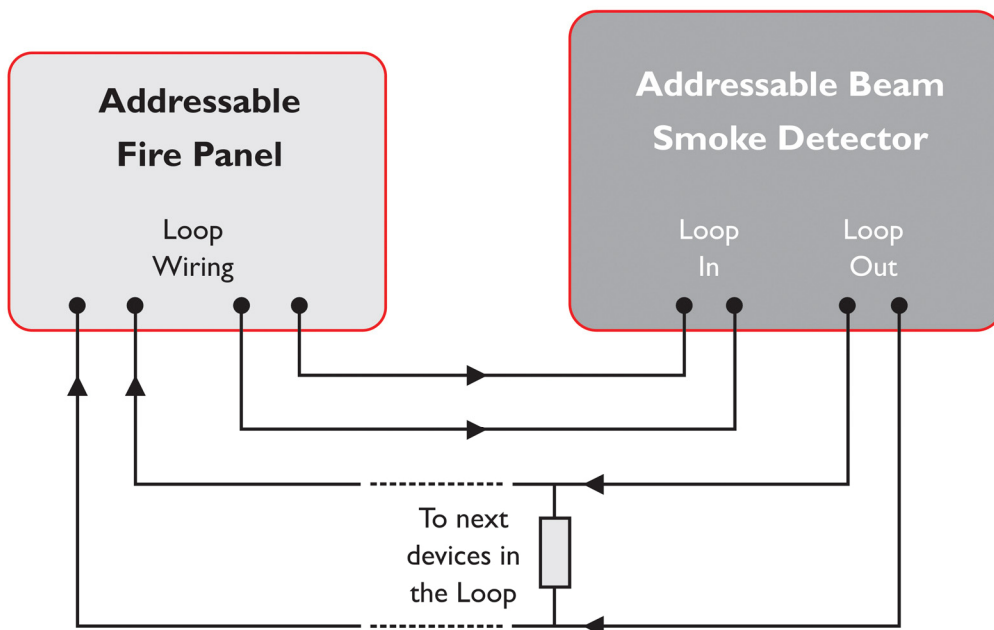 Addressable
Fire Panel
Loop
Wiring
Addressable Beam
Smoke Detector
Loop
In
Loop
Out
To next
devices in
the Loop